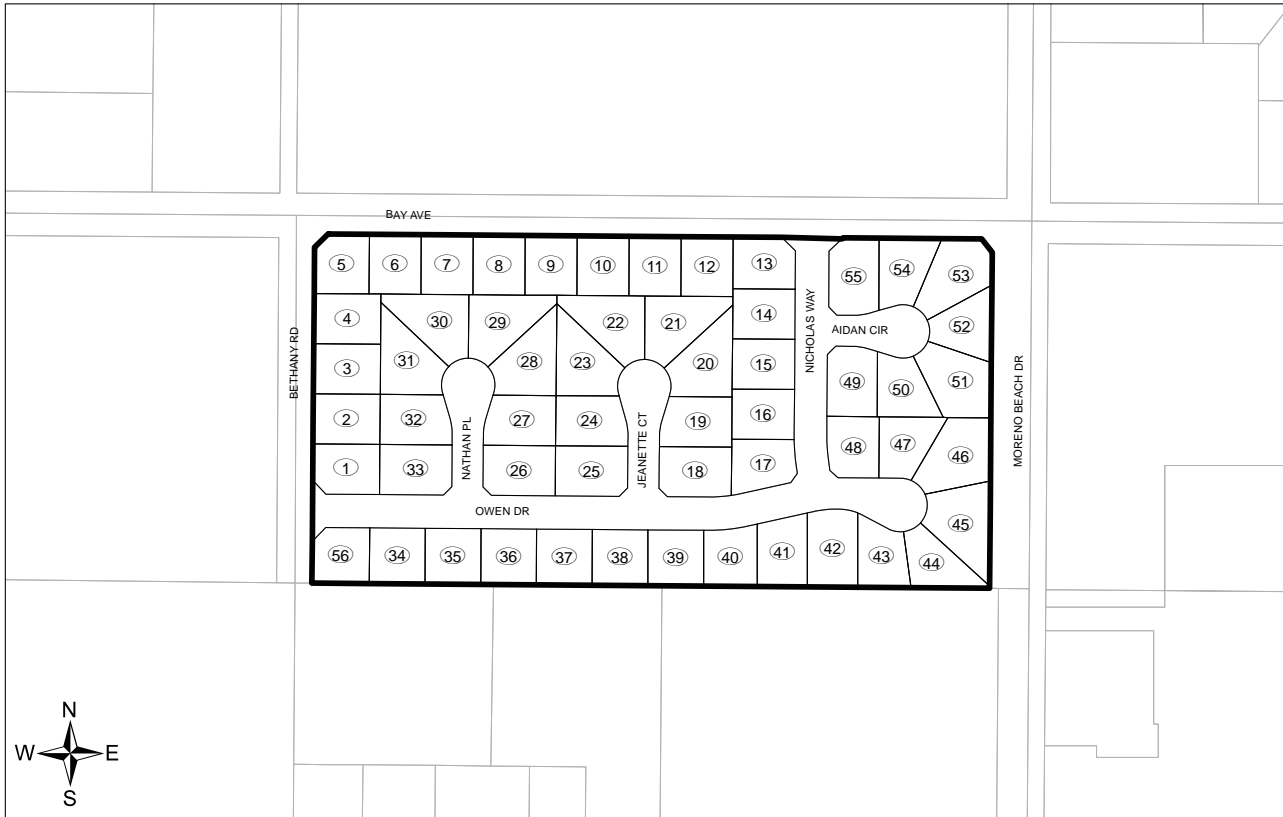 BAY AVE
5 6 7 8 9 10 11 12 13 55 54 53
4 30 29 22 21 14 NICHOLAS WAY AIDAN CIR 52
BETHANY RD
3 31 28 23 20 15 49 50 51
MORENO BEACH DR
2 32 27 24 19 16 48 47 46
NATHAN PL
JEANETTE CT
1 33 26 25 18 17
OWEN DR
45
56 34 35 36 37 38 39 40 41 42 43 44
N
W E
S